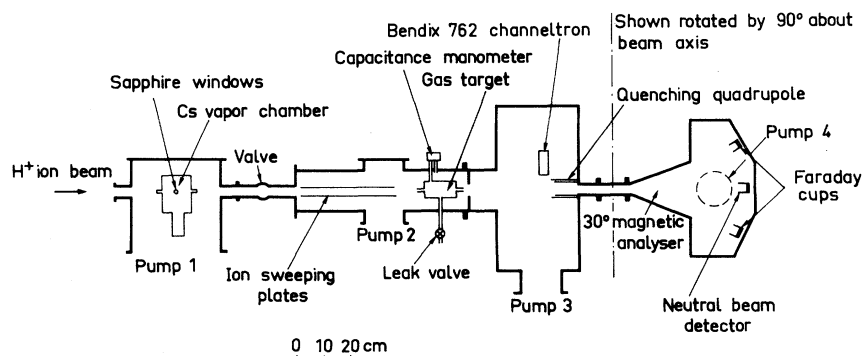 Bendix 762 channeltron
Shown rotated by 90° about
beam axis
Capacitance manometer
Gas target
Sapphire windows
Cs vapor chamber
Quenching quadrupole
Pump 4
Valve
H+ ion beam
Faraday
cups
30° magnetic
analyser
Pump 2
Pump 1
Ion sweeping
plates
Leak valve
Pump 3
Neutral beam
detector
0 10 20 cm